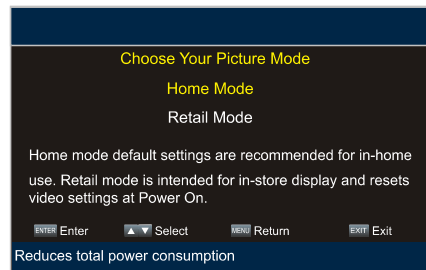 Choose Your Picture Mode
Home Mode
Retail Mode
Home mode default settings are recommended for in-home
use. Retail mode is intended for in-store display and resets
video settings at Power On.
ENTER Enter ▲ ▼ Select MENU Return EXIT Exit
Reduces total power consumption